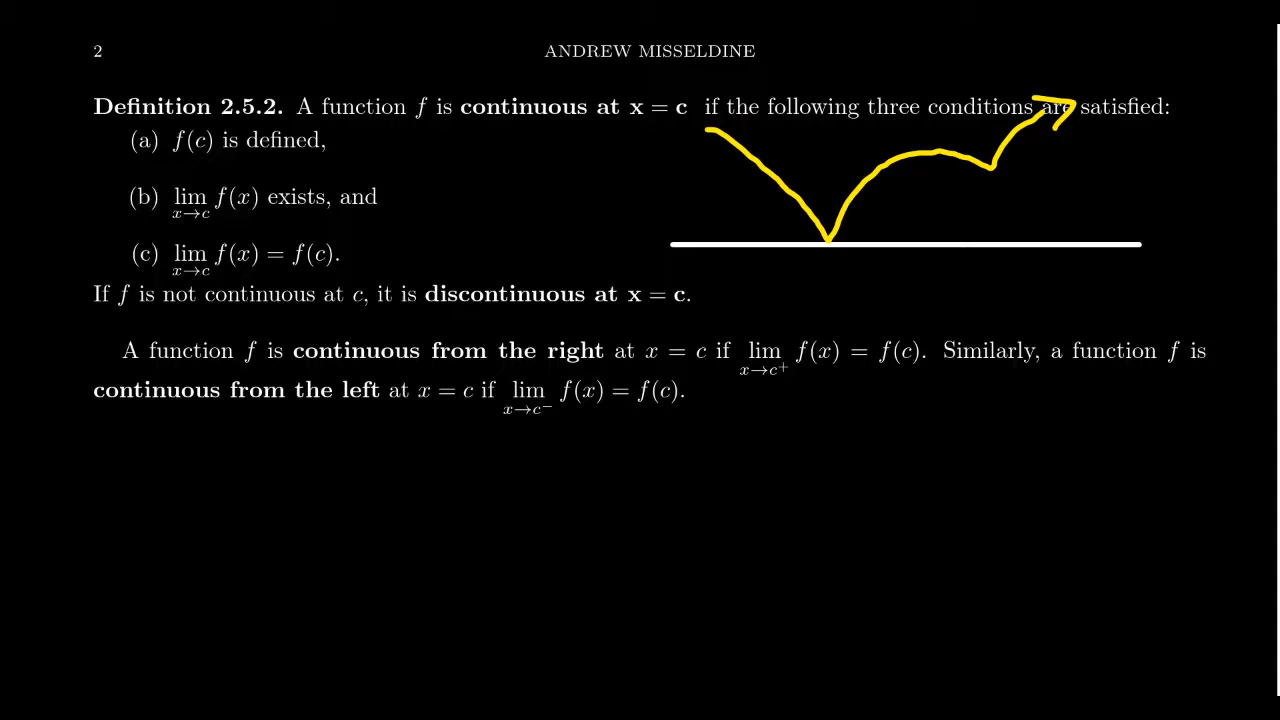 2 ANDREW MISSELDINE
Definition 2.5.2. A function f is continuous at x = c if the following three conditions are satisfied:
(a) f(c) is defined,
(b) lim_{x→c} f(x) exists, and
(c) lim_{x→c} f(x) = f(c).
If f is not continuous at c, it is discontinuous at x = c.
A function f is continuous from the right at x = c if lim_{x→c⁺} f(x) = f(c). Similarly, a function f is
continuous from the left at x = c if lim_{x→c⁻} f(x) = f(c).